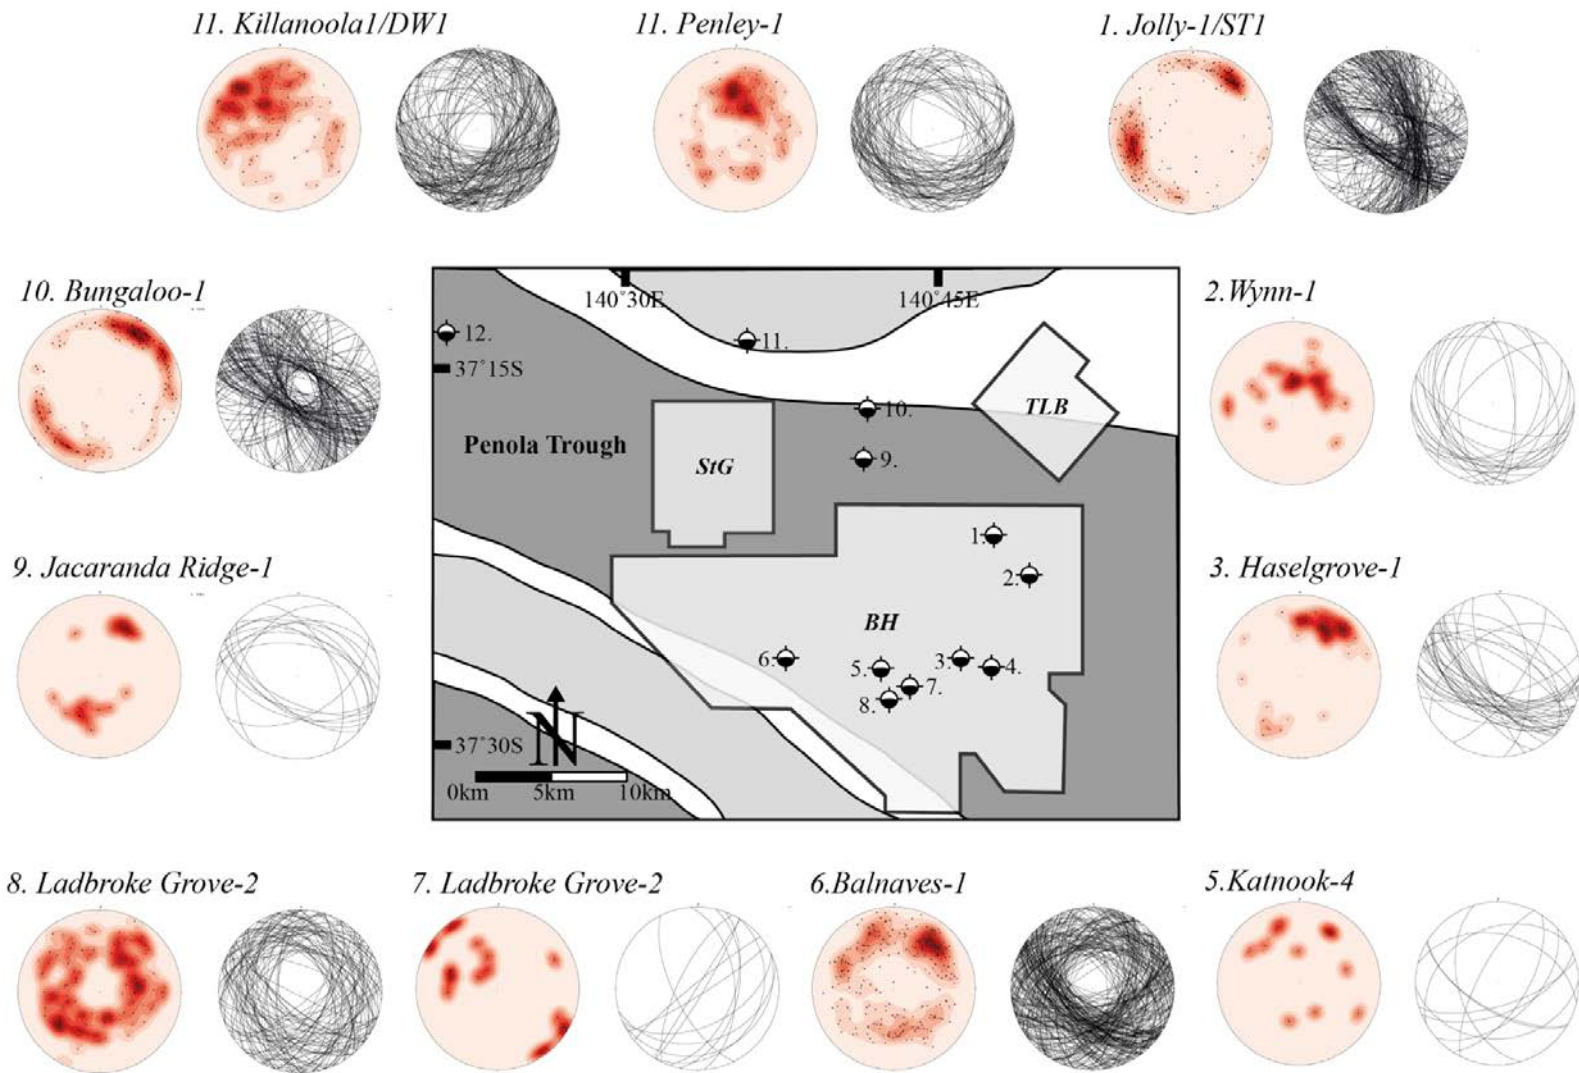 11. Killanoola1/DW1
11. Penley-1
1. Jolly-1/ST1
10. Bungaloo-1
2.Wynn-1
140°30E
140°45E
12.
11.
37°15S
10.
TLB
Penola Trough
StG
9.
9. Jacaranda Ridge-1
3. Haselgrove-1
1.
2.
BH
6.
5.
3.
4.
7.
8.
N
37°30S
0km 5km 10km
8. Ladbroke Grove-2
7. Ladbroke Grove-2
6.Balnaves-1
5.Katnook-4